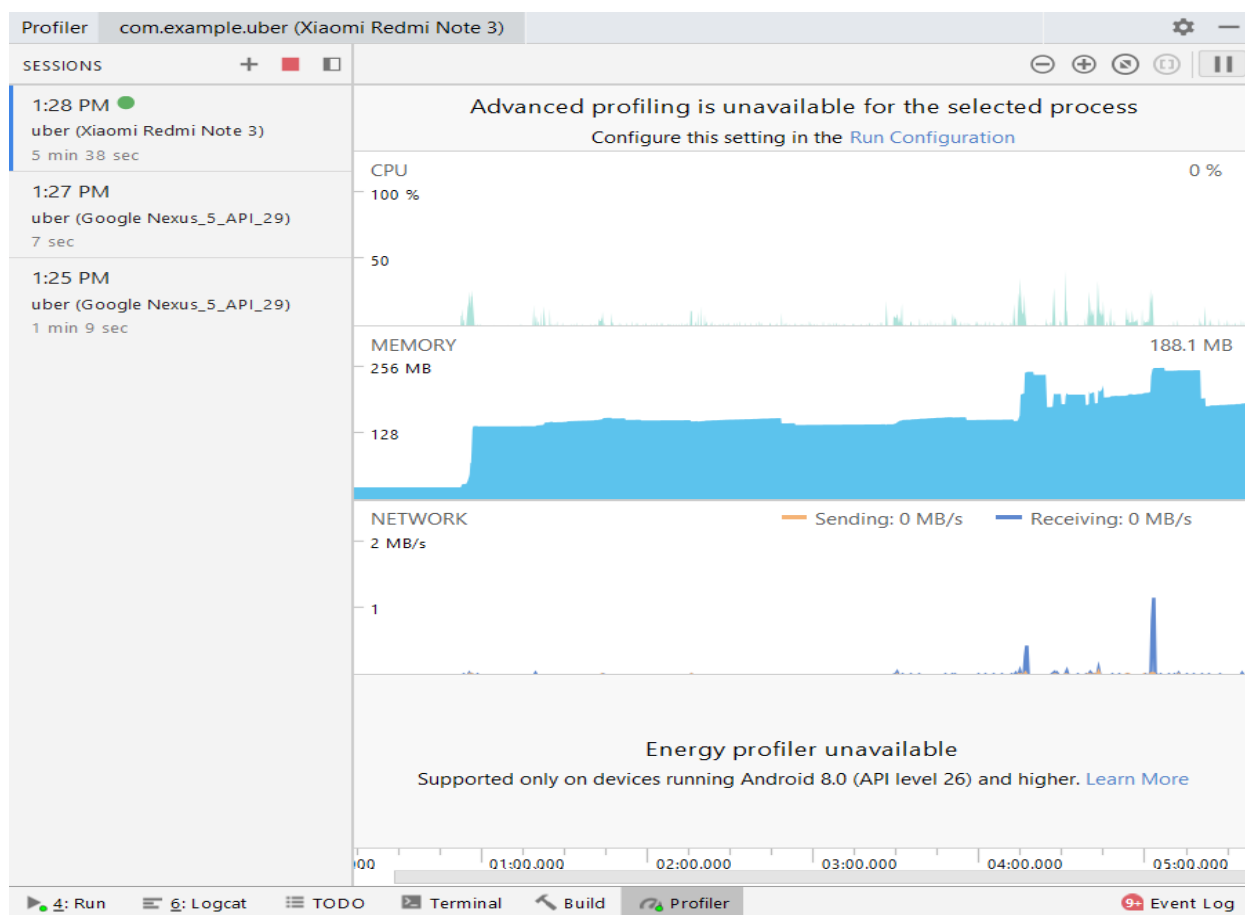 Profiler com.example.uber (Xiaomi Redmi Note 3)
SESSIONS
1:28 PM
uber (Xiaomi Redmi Note 3)
5 min 38 sec
1:27 PM
uber (Google Nexus_5_API_29)
7 sec
1:25 PM
uber (Google Nexus_5_API_29)
1 min 9 sec
Advanced profiling is unavailable for the selected process
Configure this setting in the Run Configuration
CPU 0 %
100 %
50
MEMORY 188.1 MB
256 MB
128
NETWORK Sending: 0 MB/s Receiving: 0 MB/s
2 MB/s
1
Energy profiler unavailable
Supported only on devices running Android 8.0 (API level 26) and higher. Learn More
00 01:00.000 02:00.000 03:00.000 04:00.000 05:00.000
4: Run 6: Logcat TODO Terminal Build Profiler 9+ Event Log